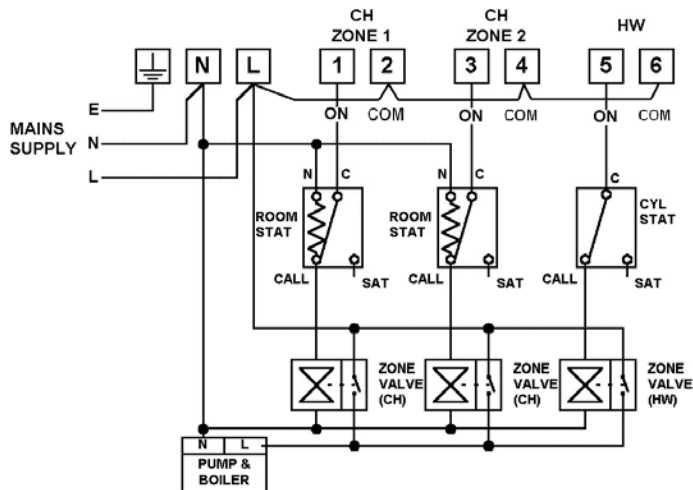 CH
ZONE 1
CH
ZONE 2
HW
N
L
1
2
3
4
5
6
E
ON
COM
ON
COM
ON
COM
MAINS
SUPPLY
N
L
N
C
N
C
C
ROOM
STAT
ROOM
STAT
CYL
STAT
CALL
SAT
CALL
SAT
CALL
SAT
ZONE
VALVE
(CH)
ZONE
VALVE
(CH)
ZONE
VALVE
(HW)
N
L
PUMP &
BOILER